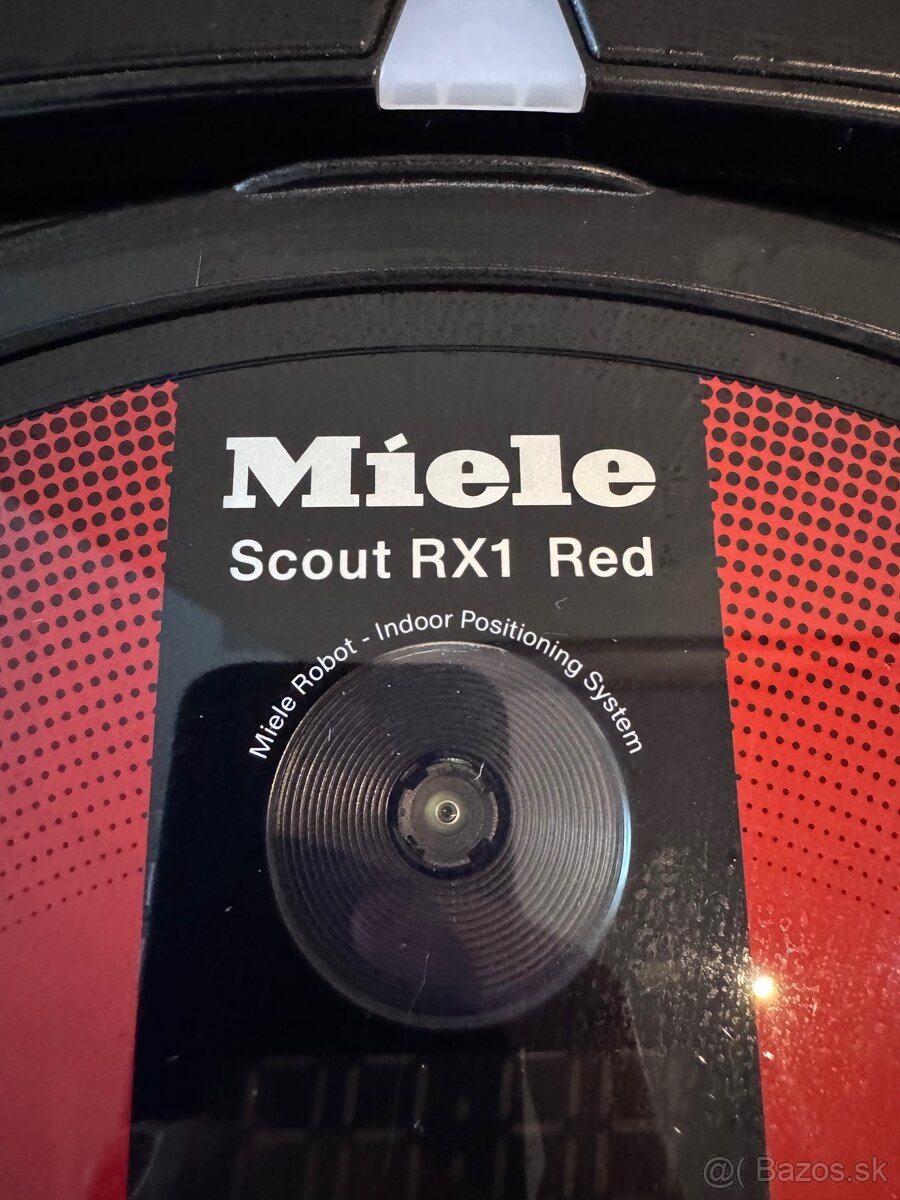 Miele
Scout RX1 Red
Miele Robot - Indoor Positioning System
@( Bazos.sk